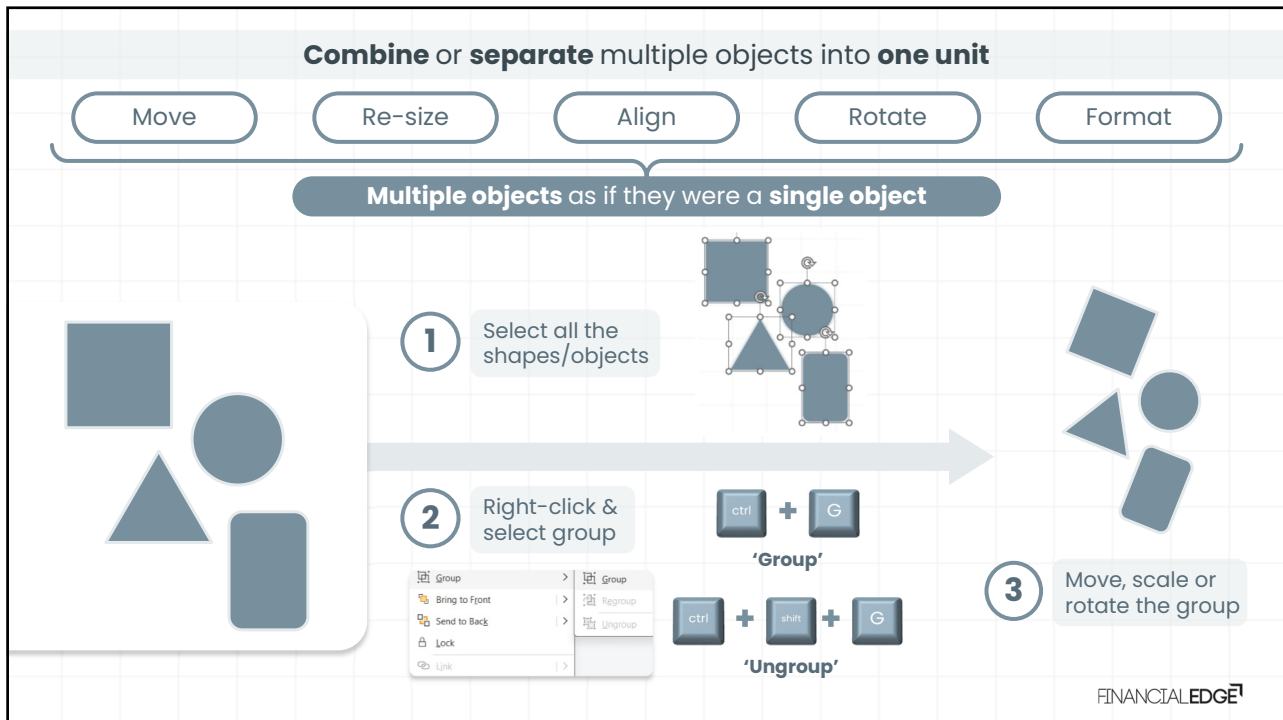 Combine or separate multiple objects into one unit
Move
Re-size
Align
Rotate
Format
Multiple objects as if they were a single object
1
Select all the
shapes/objects
2
Right-click &
select group
Group
Bring to Front
Send to Back
Lock
Link
Group
Regroup
Ungroup
ctrl + G
'Group'
ctrl + shift + G
'Ungroup'
3
Move, scale or
rotate the group
FINANCIALEDGE